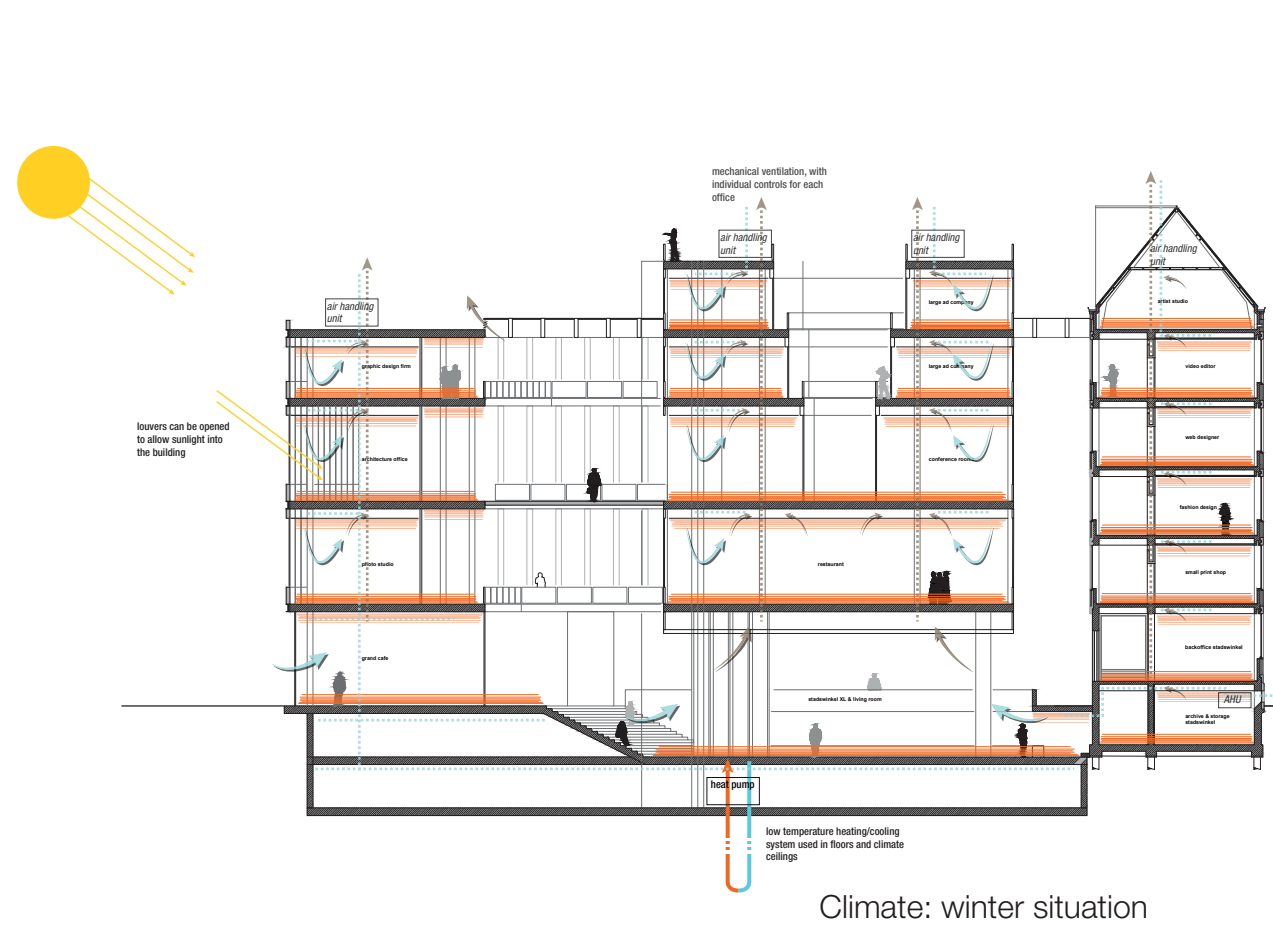 mechanical ventilation, with
individual controls for each
office
air handling
unit
air handling
unit
air handling
unit
air handling
unit
artist studio
large ad company
graphic design firm
large ad company
video editor
louvers can be opened
to allow sunlight into
the building
architecture office
conference room
web designer
fashion design
photo studio
restaurant
small print shop
grand cafe
backoffice stadswinkel
stadswinkel XL & living room
AHU
archive & storage
stadswinkel
heat pump
low temperature heating/cooling
system used in floors and climate
ceilings
Climate: winter situation